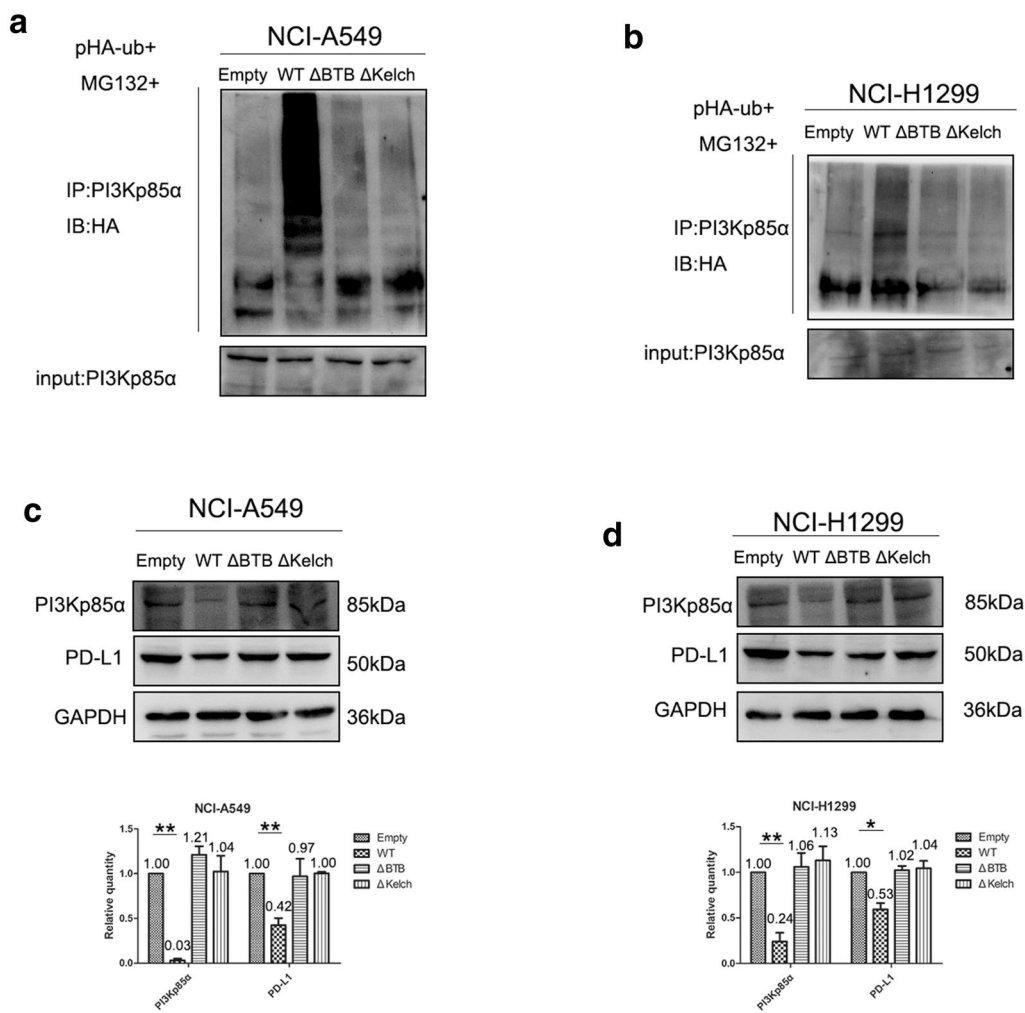 a
NCI-A549
pHA-ub+
MG132+
Empty WT ΔBTB ΔKelch
IP:PI3Kp85α
IB:HA
input:PI3Kp85α
b
NCI-H1299
pHA-ub+
MG132+
Empty WT ΔBTB ΔKelch
IP:PI3Kp85α
IB:HA
input:PI3Kp85α
c
NCI-A549
Empty WT ΔBTB ΔKelch
PI3Kp85α 85kDa
PD-L1 50kDa
GAPDH 36kDa
NCI-A549
Relative quantity
1.5
1.0
0.5
0.0
** **
1.00 0.03 1.21 1.04 1.00 0.42 0.97 1.00
PI3Kp85α PD-L1
Empty
WT
ΔBTB
ΔKelch
d
NCI-H1299
Empty WT ΔBTB ΔKelch
PI3Kp85α 85kDa
PD-L1 50kDa
GAPDH 36kDa
NCI-H1299
Relative quantity
1.5
1.0
0.5
0.0
** *
1.00 0.24 1.06 1.13 1.00 0.53 1.02 1.04
PI3Kp85α PD-L1
Empty
WT
ΔBTB
ΔKelch